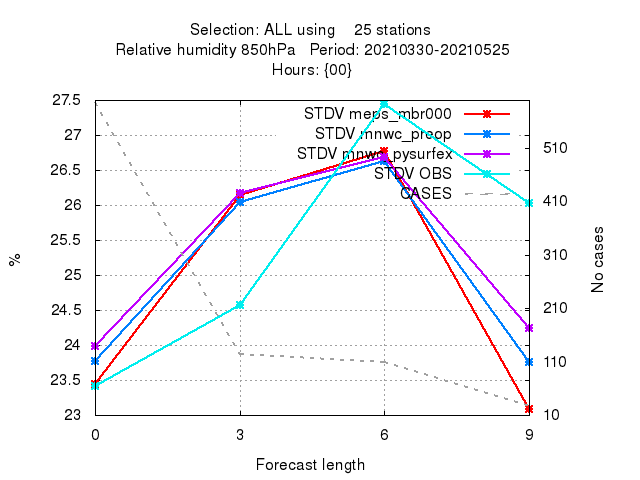 Selection: ALL using 25 stations
Relative humidity 850hPa Period: 20210330-20210525
Hours: {00}
27.5
27
26.5
26
25.5
25
24.5
24
23.5
23
%
STDV meps_mbr000
STDV mnwc_prepop
STDV mnwc_pysurfex
STDV OBS
CASES
510
410
310
210
110
10
No cases
0 3 6 9
Forecast length